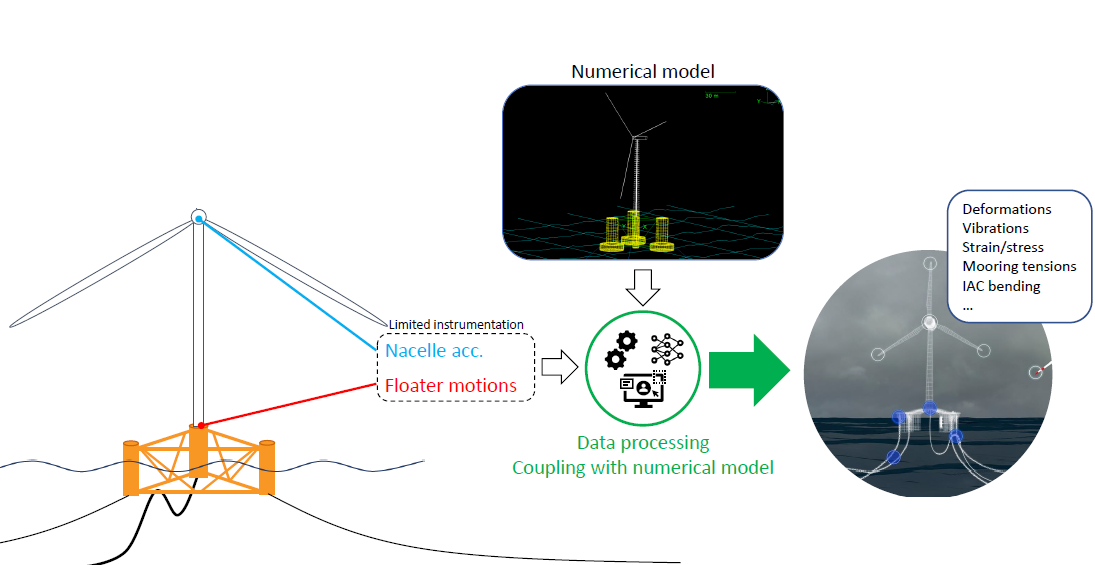 Numerical model
30 m
Z
Y
X
Y
X
Deformations
Vibrations
Strain/stress
Mooring tensions
IAC bending
...
Limited instrumentation
Nacelle acc.
Floater motions
Data processing
Coupling with numerical model